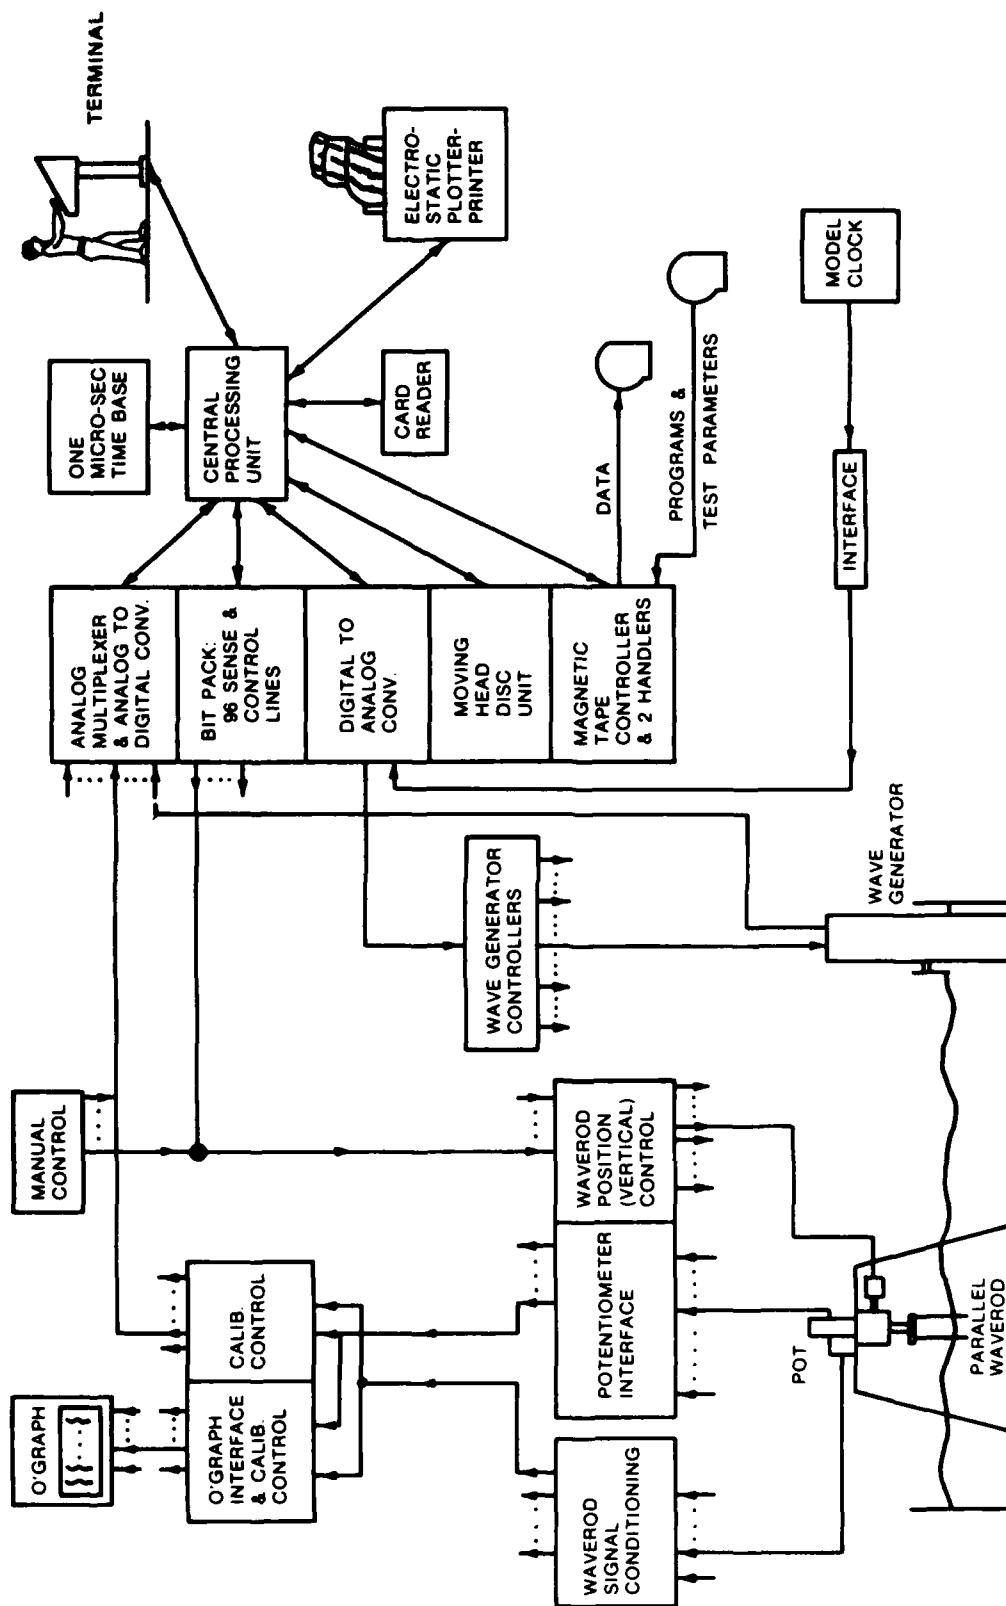 TERMINAL
ONE
MICRO-SEC
TIME BASE
CENTRAL
PROCESSING
UNIT
ELECTRO-
STATIC
PLOTTER-
PRINTER
CARD
READER
ANALOG
MULTIPLEXER
& ANALOG TO
DIGITAL CONV.
BIT PACK:
96 SENSE &
CONTROL
LINES
DIGITAL TO
ANALOG
CONV.
MOVING
HEAD
DISC
UNIT
MAGNETIC
TAPE
CONTROLLER
& 2 HANDLERS
DATA
PROGRAMS &
TEST PARAMETERS
MODEL
CLOCK
INTERFACE
MANUAL
CONTROL
WAVE GENERATOR
CONTROLLERS
WAVE
GENERATOR
O'GRAPH
O'GRAPH
INTERFACE
& CALIB.
CONTROL
CALIB.
CONTROL
WAVEROD
SIGNAL
CONDITIONING
POTENTIOMETER
INTERFACE
WAVEROD
POSITION
(VERTICAL)
CONTROL
POT
PARALLEL
WAVEROD